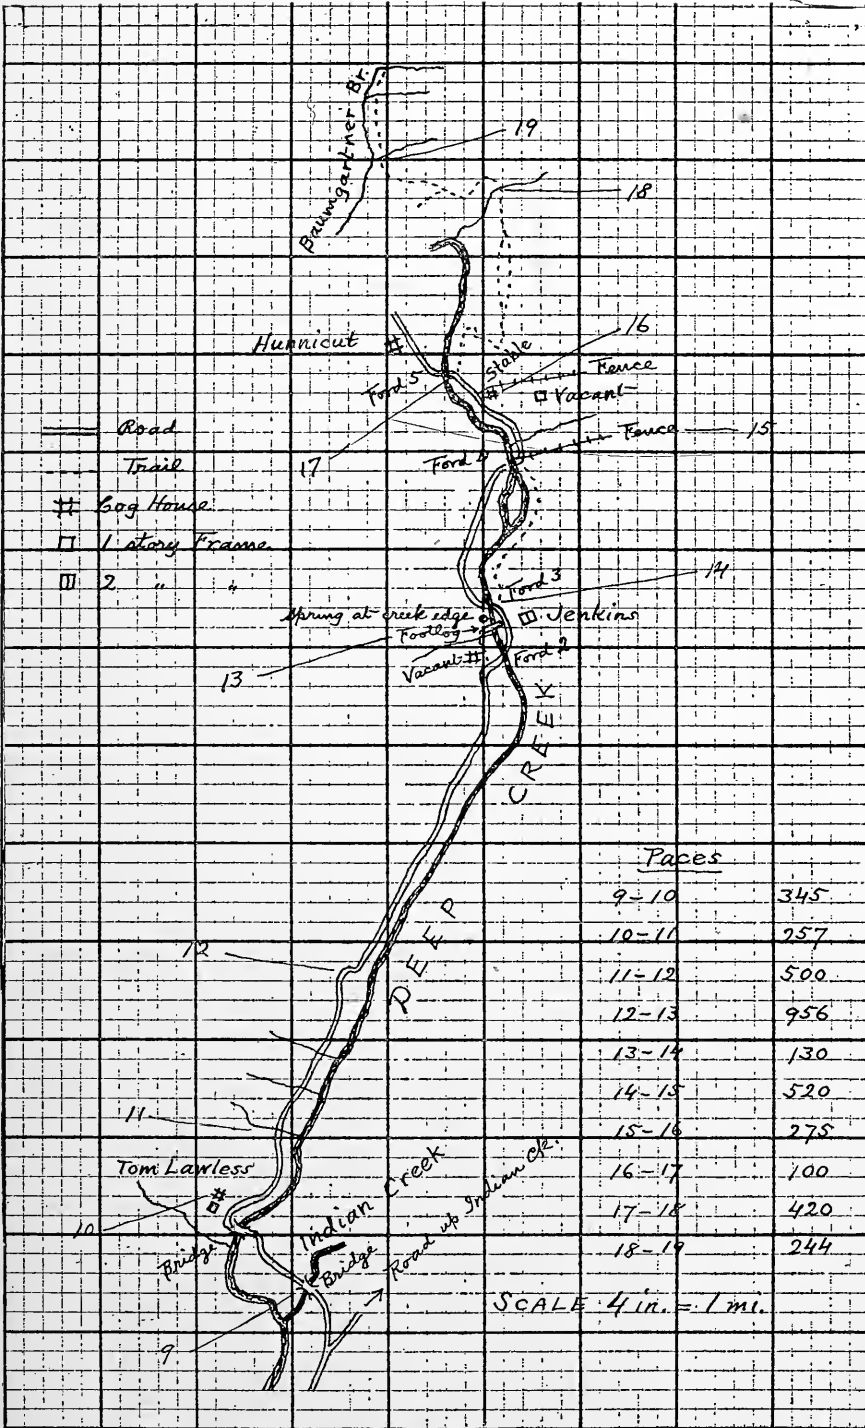 Baumgartner Br.
19
18
Hunnicut
16
Stable
Fence
Ford 5
Vacant
Road
Fence 15
Trail
17
Ford 4
Log House
1 story Frame
2 " "
Ford 3
14
Spring at creek edge
Jenkins
Footlog
13
Vacant
Ford 2
DEEP CREEK
Paces
9-10 345
10-11 257
11-12 500
12-13 956
13-14 130
14-15 520
15-16 275
16-17 100
17-18 420
18-19 244
12
11
Tom Lawless
10
Indian Creek
Bridge
Bridge
Road up Indian Ck.
SCALE 4 in. = 1 mi.
9